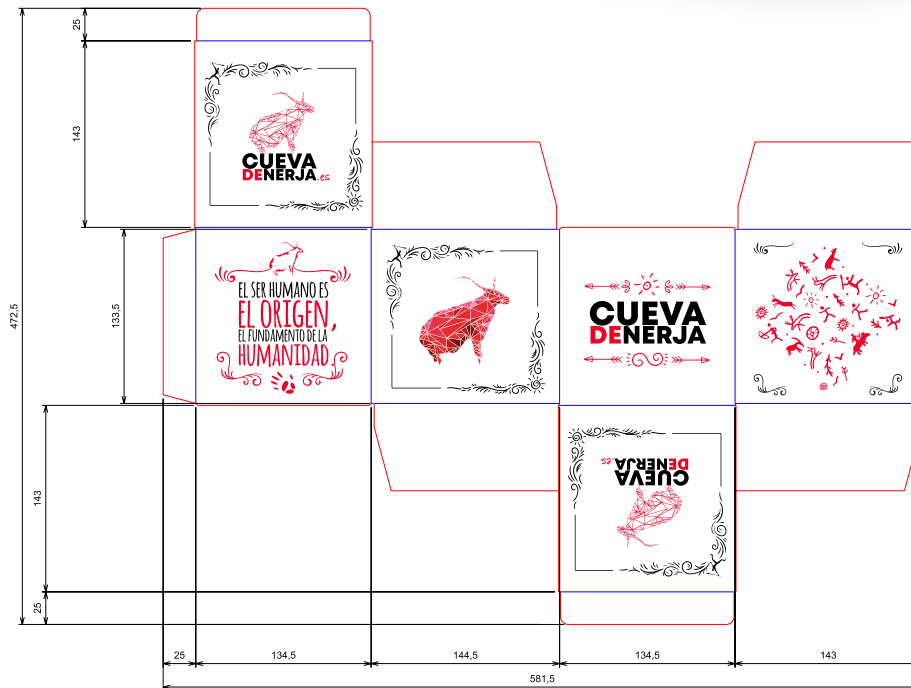 25
143
CUEVA
DENERJA.es
472,5
133,5
EL SER HUMANO ES
EL ORIGEN,
EL FUNDAMENTO DE LA
HUMANIDAD.
CUEVA
DENERJA
143
CUEVA
DENERJA.es
25
25
134,5
144,5
134,5
143
581,5